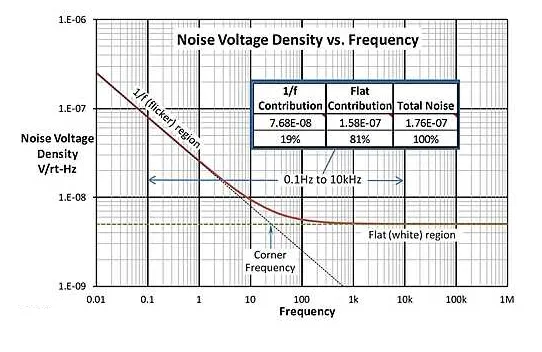 1.E-06
Noise Voltage Density vs. Frequency
1/f Flat
Contribution Contribution Total Noise
7.68E-08 1.58E-07 1.76E-07
19% 81% 100%
1/f (flicker) region
1.E-07
Noise Voltage
Density
V/rt-Hz
0.1Hz to 10kHz
1.E-08
Flat (white) region
Corner
Frequency
1.E-09
0.01 0.1 1 10 100 1k 10k 100k 1M
Frequency